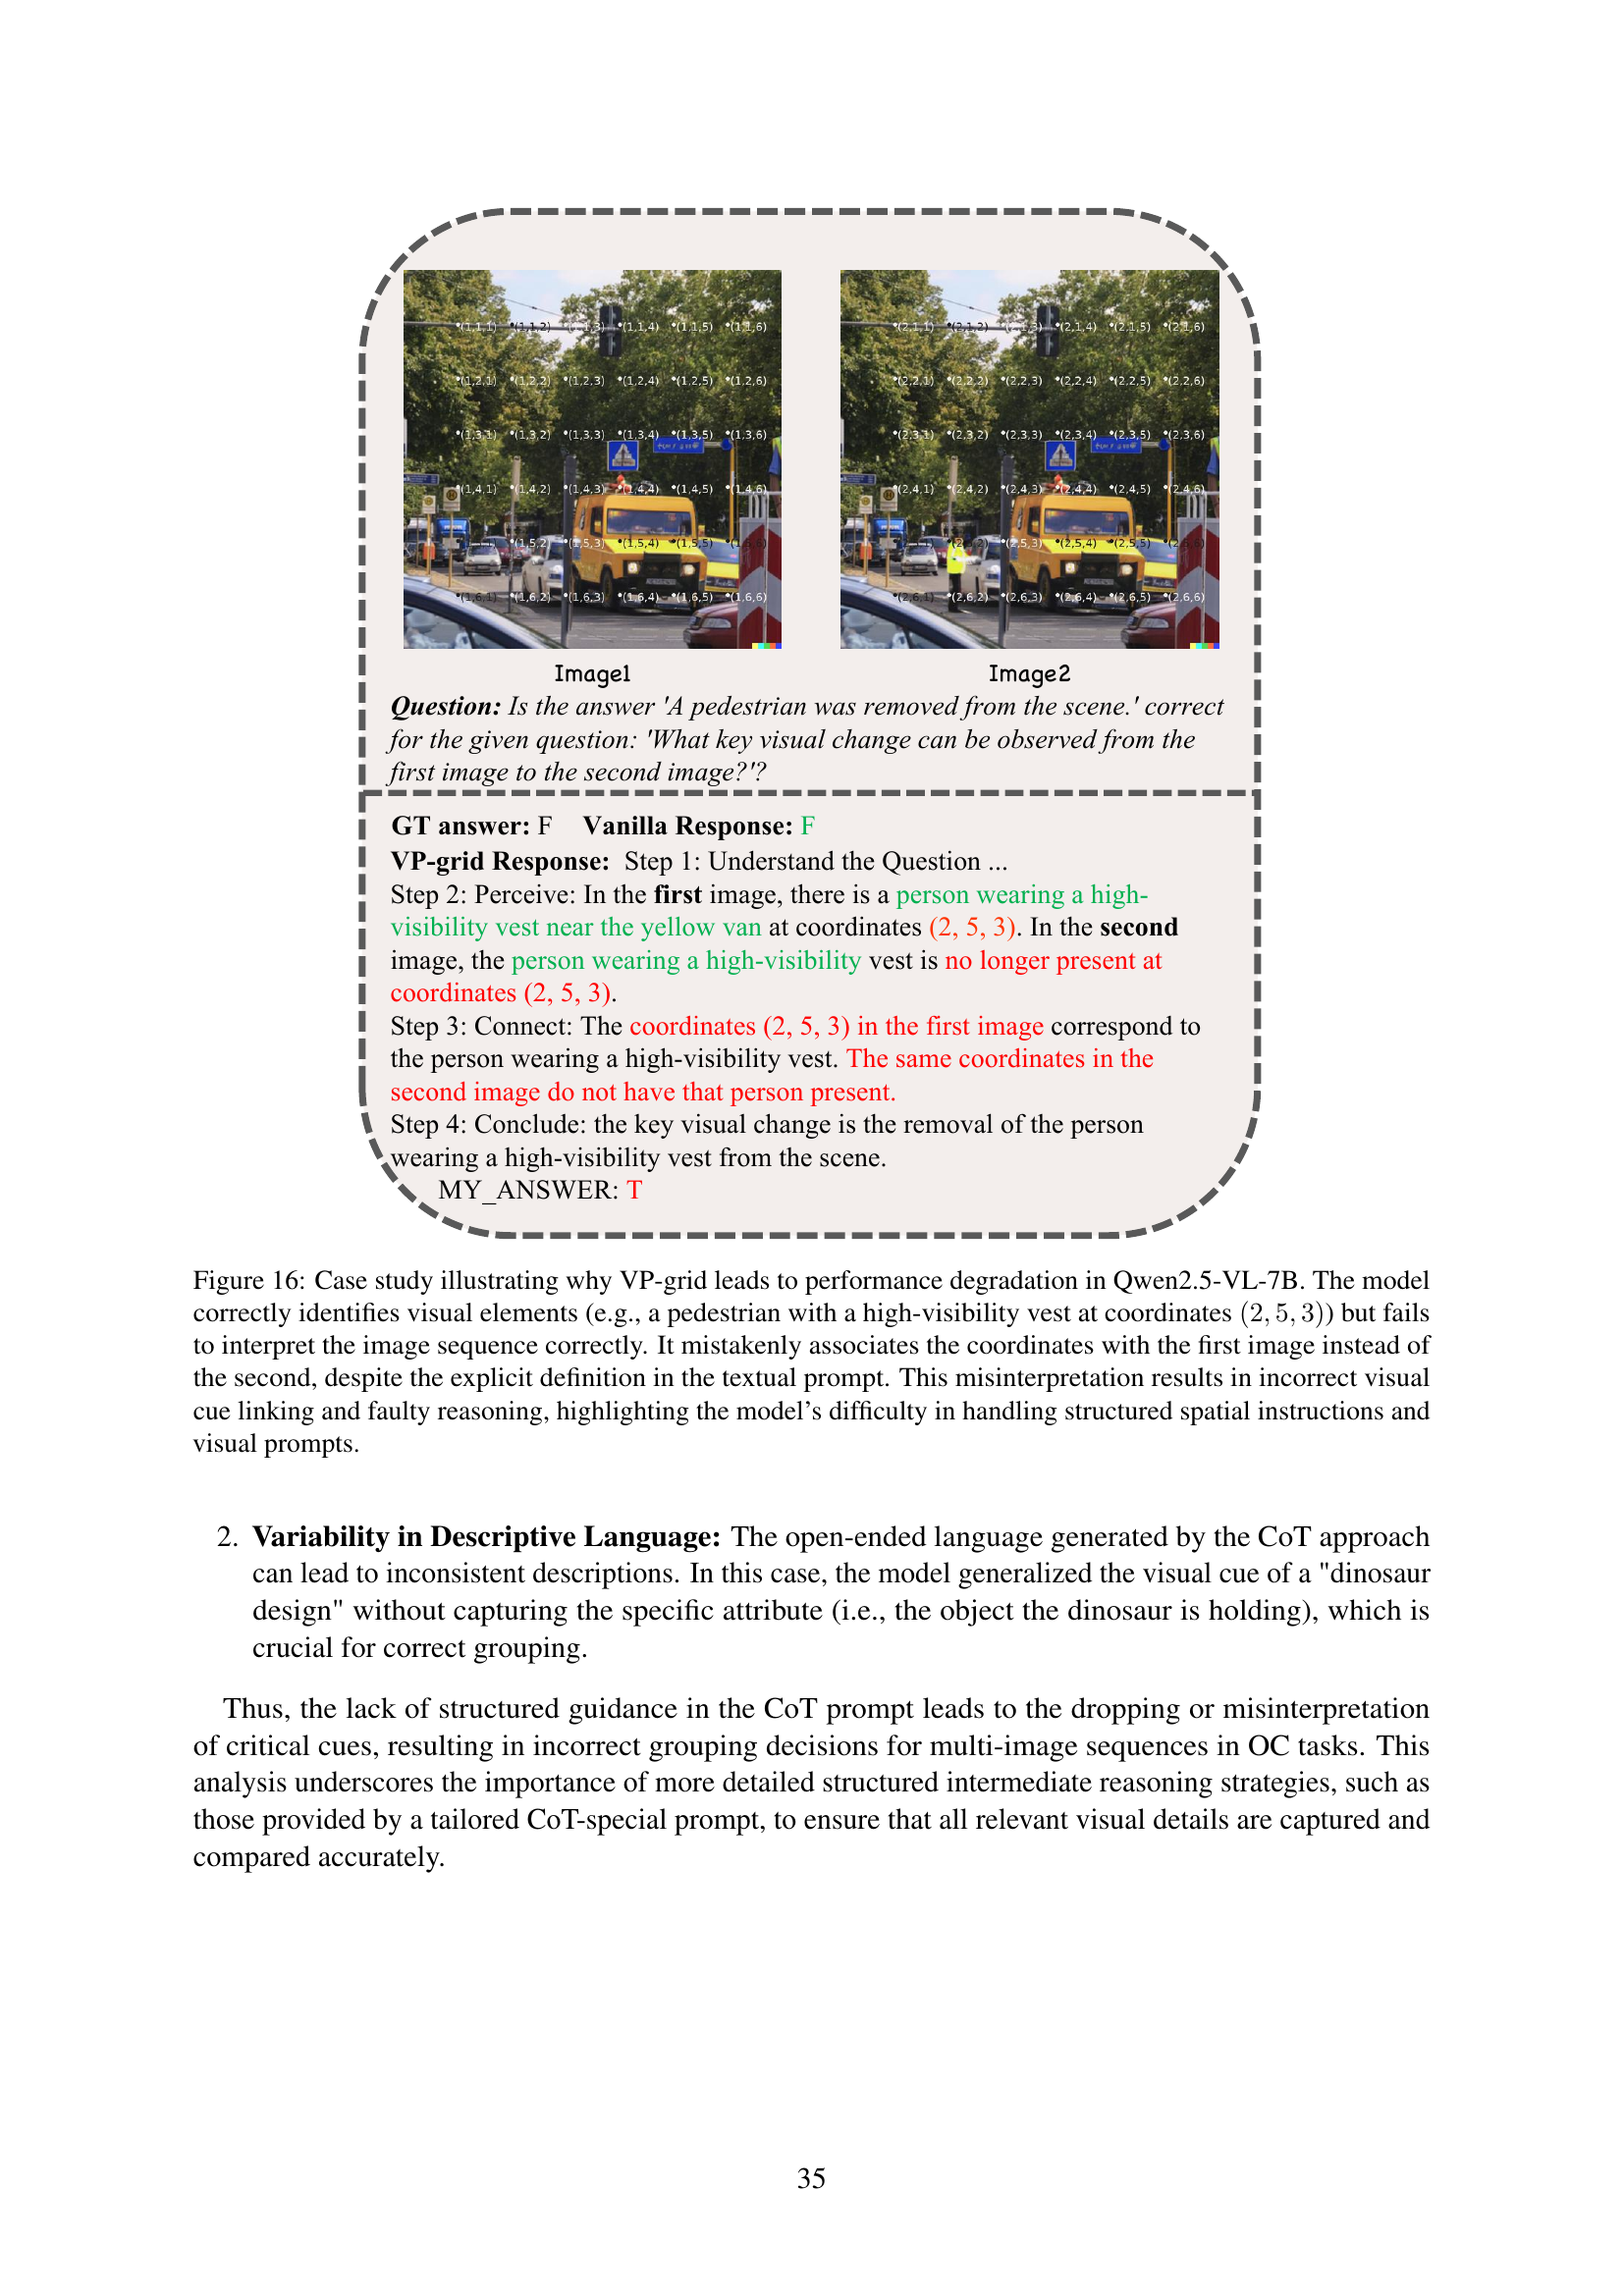 •(1,1,1) •(1,1,2) (1,1,3) •(1,1,4) •(1,1,5) •(1,1,6)
•(1,2,1) •(1,2,2) •(1,2,3) •(1,2,4) •(1,2,5) •(1,2,6)
•(1,3,1) •(1,3,2) •(1,3,3) •(1,3,4) •(1,3,5) •(1,3,6)
•(1,4,1) •(1,4,2) •(1,4,3) •(1,4,4) •(1,4,5) •(1,4,6)
•(1,5,2) •(1,5,3) •(1,5,4) •(1,5,5)
•(1,6,1) •(1,6,2) •(1,6,3) •(1,6,4) •(1,6,5) •(1,6,6)
•(2,1,1) •(2,1,2) (2,1,3) •(2,1,4) •(2,1,5) •(2,1,6)
•(2,2,1) •(2,2,2) •(2,2,3) •(2,2,4) •(2,2,5) •(2,2,6)
•(2,3,1) •(2,3,2) •(2,3,3) •(2,3,4) •(2,3,5) •(2,3,6)
•(2,4,1) •(2,4,2) •(2,4,3) •(2,4,4) •(2,4,5) •(2,4,6)
•(2,5,3) •(2,5,4) •(2,5,5)
•(2,6,1) •(2,6,2) •(2,6,3) •(2,6,4) •(2,6,5) •(2,6,6)
Image1
Image2
Question: Is the answer 'A pedestrian was removed from the scene.' correct
for the given question: 'What key visual change can be observed from the
first image to the second image?'?
GT answer: F Vanilla Response: F
VP-grid Response: Step 1: Understand the Question ...
Step 2: Perceive: In the first image, there is a person wearing a high-
visibility vest near the yellow van at coordinates (2, 5, 3). In the second
image, the person wearing a high-visibility vest is no longer present at
coordinates (2, 5, 3).
Step 3: Connect: The coordinates (2, 5, 3) in the first image correspond to
the person wearing a high-visibility vest. The same coordinates in the
second image do not have that person present.
Step 4: Conclude: the key visual change is the removal of the person
wearing a high-visibility vest from the scene.
MY_ANSWER: T
Figure 16: Case study illustrating why VP-grid leads to performance degradation in Qwen2.5-VL-7B. The model
correctly identifies visual elements (e.g., a pedestrian with a high-visibility vest at coordinates (2, 5, 3)) but fails
to interpret the image sequence correctly. It mistakenly associates the coordinates with the first image instead of
the second, despite the explicit definition in the textual prompt. This misinterpretation results in incorrect visual
cue linking and faulty reasoning, highlighting the model's difficulty in handling structured spatial instructions and
visual prompts.
2. Variability in Descriptive Language: The open-ended language generated by the CoT approach
can lead to inconsistent descriptions. In this case, the model generalized the visual cue of a "dinosaur
design" without capturing the specific attribute (i.e., the object the dinosaur is holding), which is
crucial for correct grouping.
Thus, the lack of structured guidance in the CoT prompt leads to the dropping or misinterpretation
of critical cues, resulting in incorrect grouping decisions for multi-image sequences in OC tasks. This
analysis underscores the importance of more detailed structured intermediate reasoning strategies, such as
those provided by a tailored CoT-special prompt, to ensure that all relevant visual details are captured and
compared accurately.
35